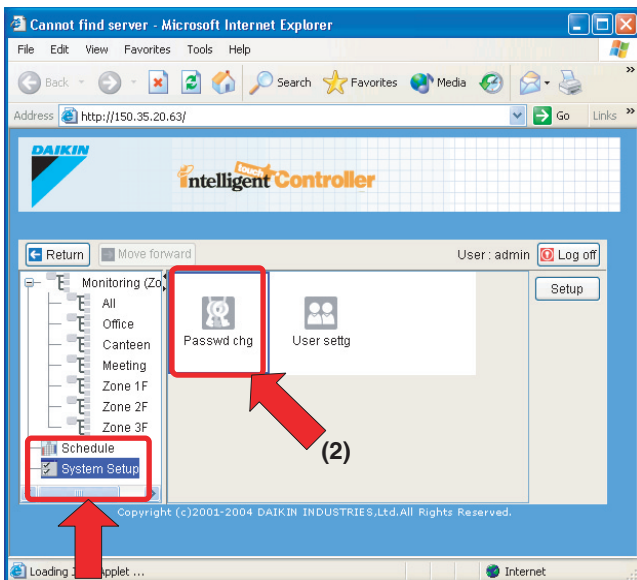 Cannot find server - Microsoft Internet Explorer
File Edit View Favorites Tools Help
Back Search Favorites Media »
Address http://150.35.20.63/ Go Links »
DAIKIN
intelligent touch Controller
Return Move forward User : admin Log off
Monitoring (Zo
All
Office
Canteen
Meeting
Zone 1F
Zone 2F
Zone 3F
Schedule
System Setup
Passwd chg User settg
Setup
(2)
Copyright (c)2001-2004 DAIKIN INDUSTRIES,Ltd.All Rights Reserved.
Loading pplet ... Internet